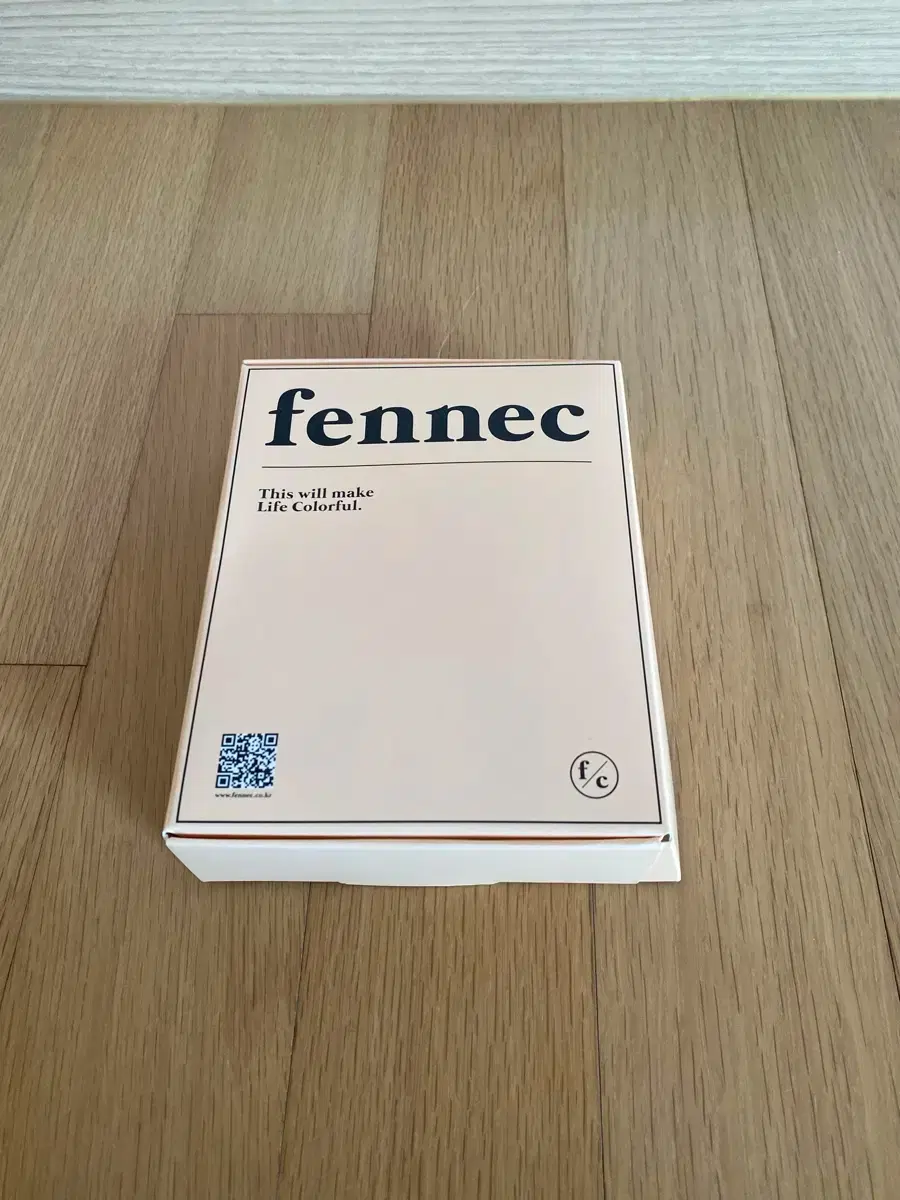 fennec
This will make
Life Colorful.
www.fennec.co.kr
f/c